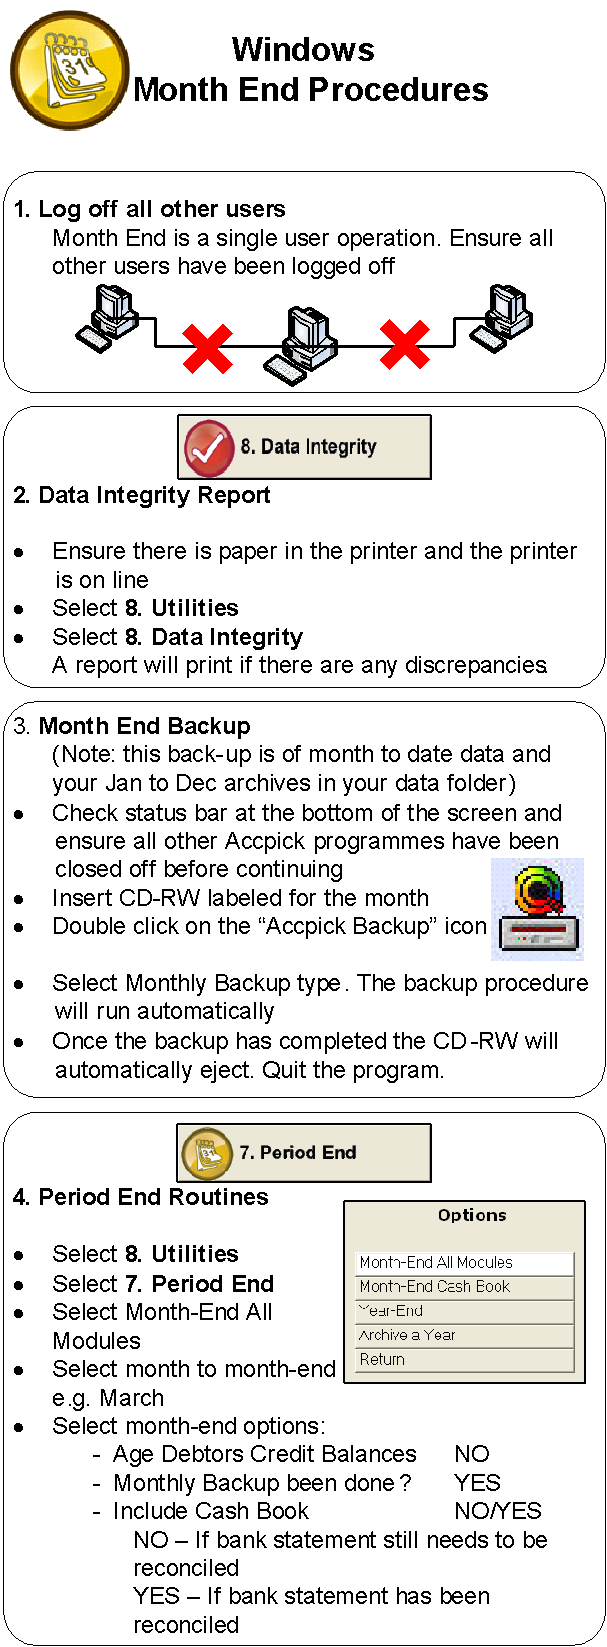 31
Windows
Month End Procedures
1. Log off all other users
Month End is a single user operation. Ensure all
other users have been logged off
8. Data Integrity
2. Data Integrity Report
● Ensure there is paper in the printer and the printer
is on line
● Select 8. Utilities
● Select 8. Data Integrity
A report will print if there are any discrepancies.
3. Month End Backup
(Note: this back-up is of month to date data and
your Jan to Dec archives in your data folder)
● Check status bar at the bottom of the screen and
ensure all other Accpick programmes have been
closed off before continuing
● Insert CD-RW labeled for the month
● Double click on the “Accpick Backup” icon
● Select Monthly Backup type. The backup procedure
will run automatically
● Once the backup has completed the CD-RW will
automatically eject. Quit the program.
7. Period End
4. Period End Routines
● Select 8. Utilities
● Select 7. Period End
● Select Month-End All
Modules
● Select month to month-end
e.g. March
Options
Month-End All Modules
Month-End Cash Book
Year-End
Archive a Year
Return
● Select month-end options:
- Age Debtors Credit Balances NO
- Monthly Backup been done? YES
- Include Cash Book NO/YES
NO – If bank statement still needs to be
reconciled
YES – If bank statement has been
reconciled